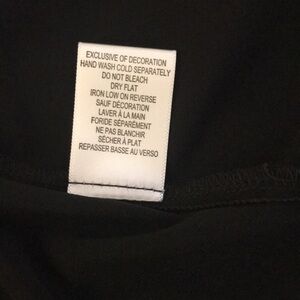 EXCLUSIVE OF DECORATION
HAND WASH COLD SEPARATELY
DO NOT BLEACH
DRY FLAT
IRON LOW ON REVERSE
SAUF DÉCORATION
LAVER À LA MAIN
FORIDE SÉPARÉMENT
NE PAS BLANCHIR
SÉCHER À PLAT
REPASSER BASSE AU VERSO